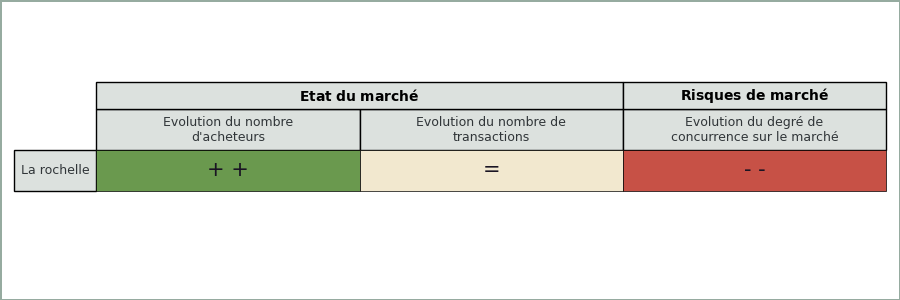 Etat du marché
Risques de marché
Evolution du nombre
d'acheteurs
Evolution du nombre de
transactions
Evolution du degré de
concurrence sur le marché
La rochelle
+ +
=
- -